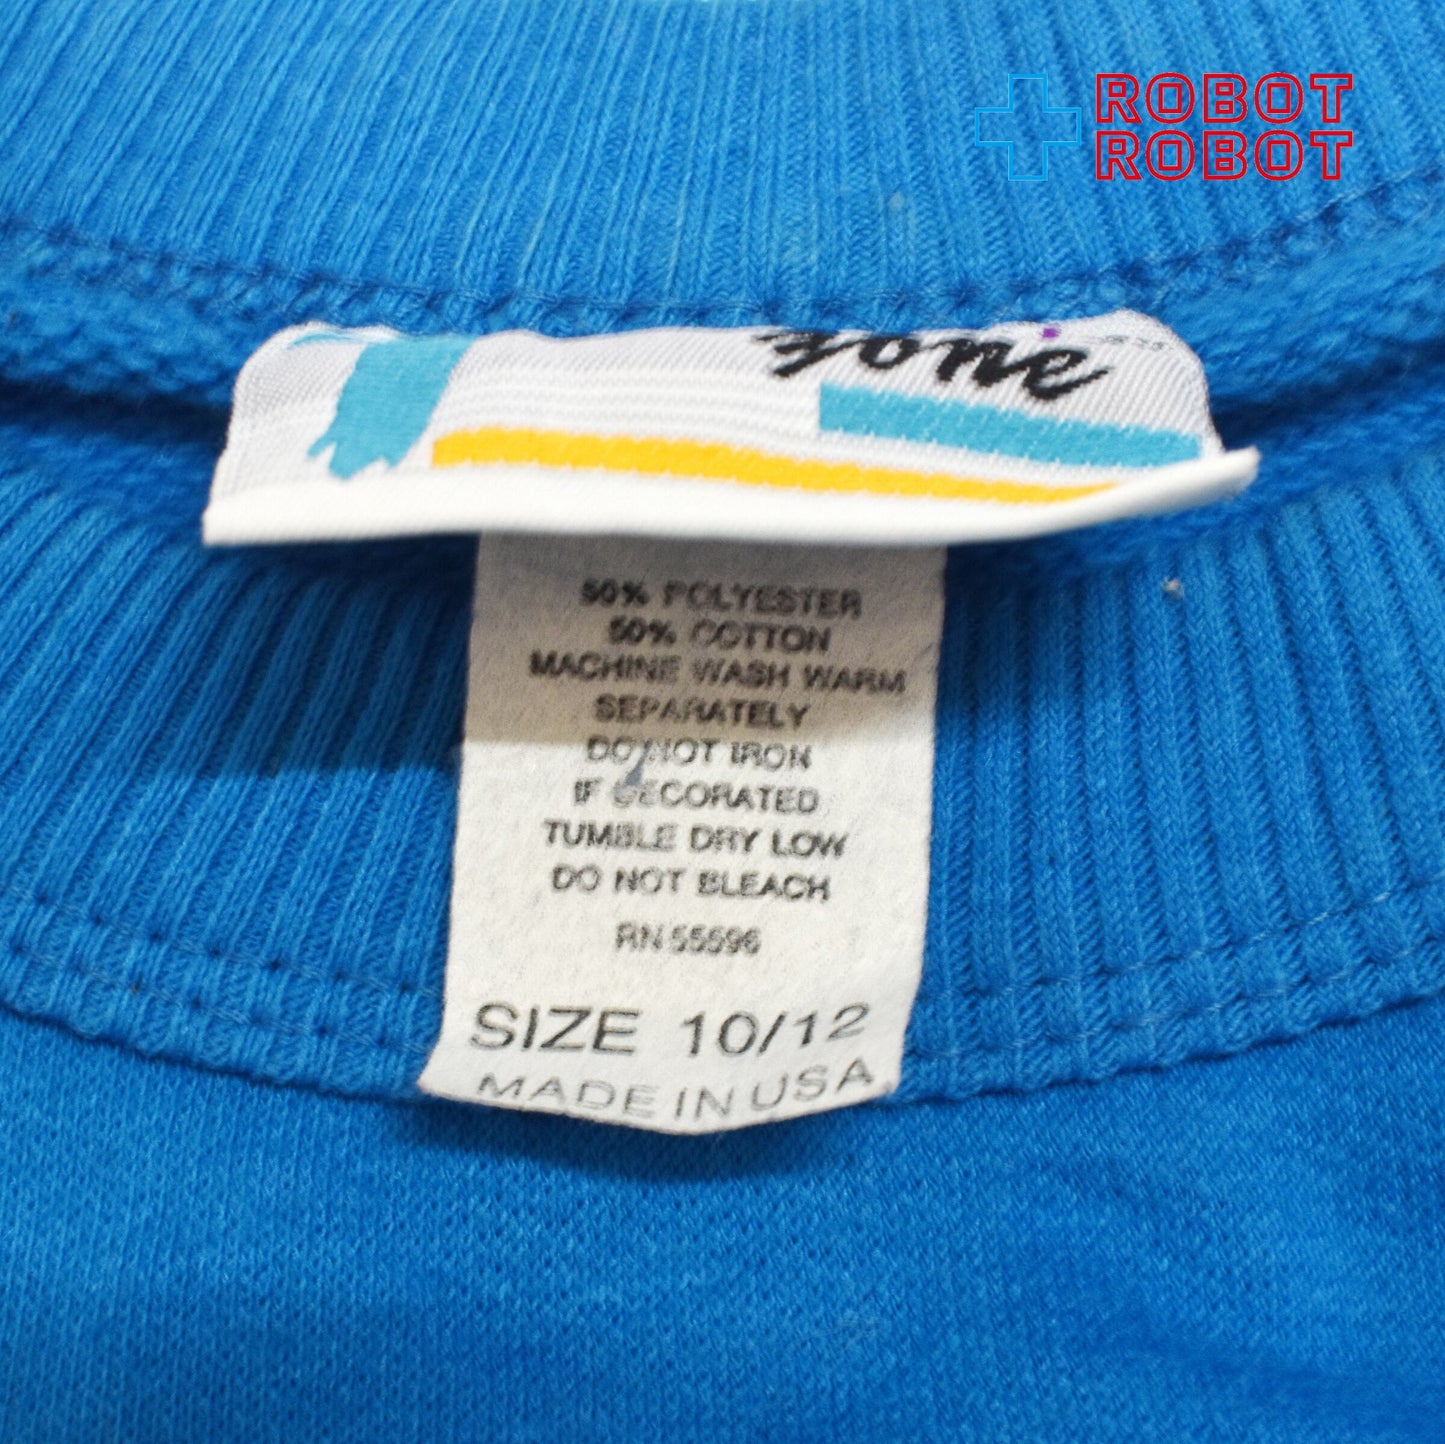 ROBOT
ROBOT
zone
50% POLYESTER
50% COTTON
MACHINE WASH WARM
SEPARATELY
DO NOT IRON
IF DECORATED
TUMBLE DRY LOW
DO NOT BLEACH
RN 55596
SIZE 10/12
MADE IN USA